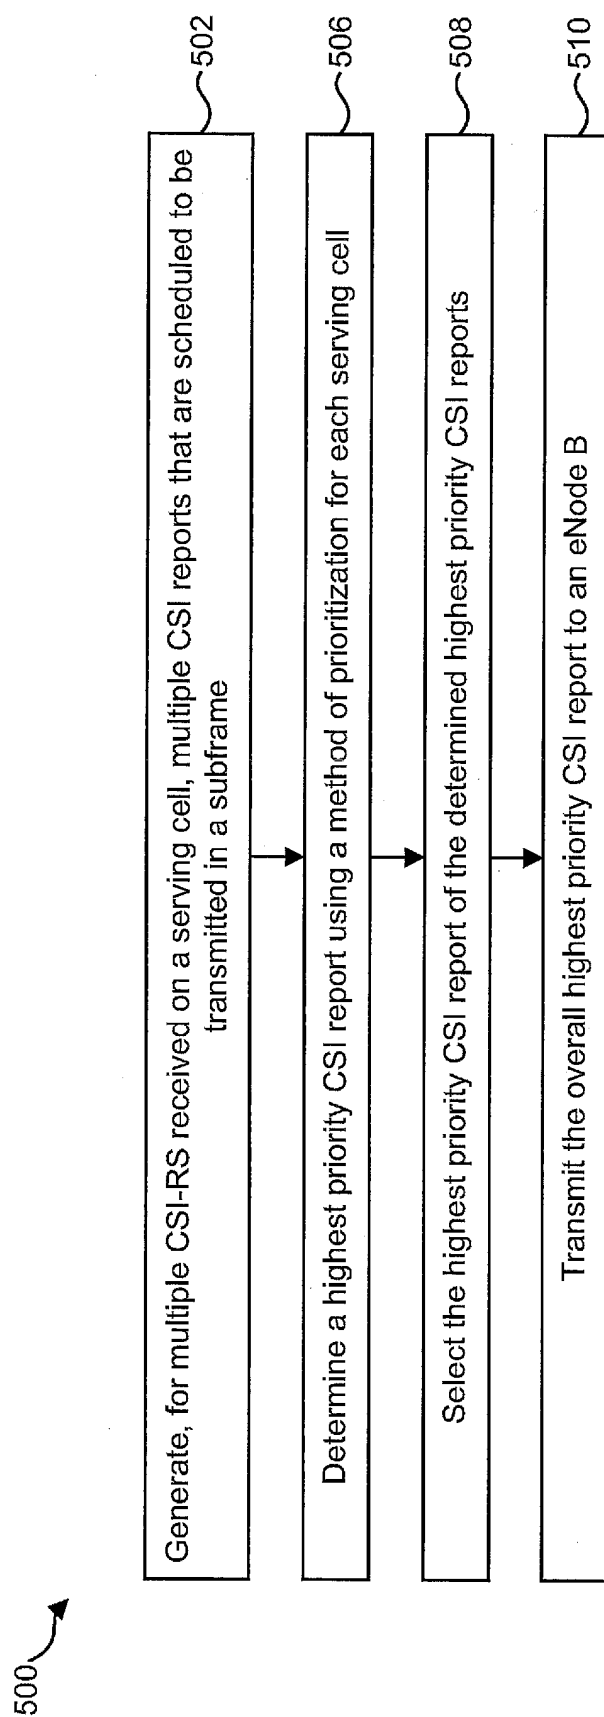 500
Generate, for multiple CSI-RS received on a serving cell, multiple CSI reports that are scheduled to be
transmitted in a subframe
502
Determine a highest priority CSI report using a method of prioritization for each serving cell
506
Select the highest priority CSI report of the determined highest priority CSI reports
508
Transmit the overall highest priority CSI report to an eNode B
510